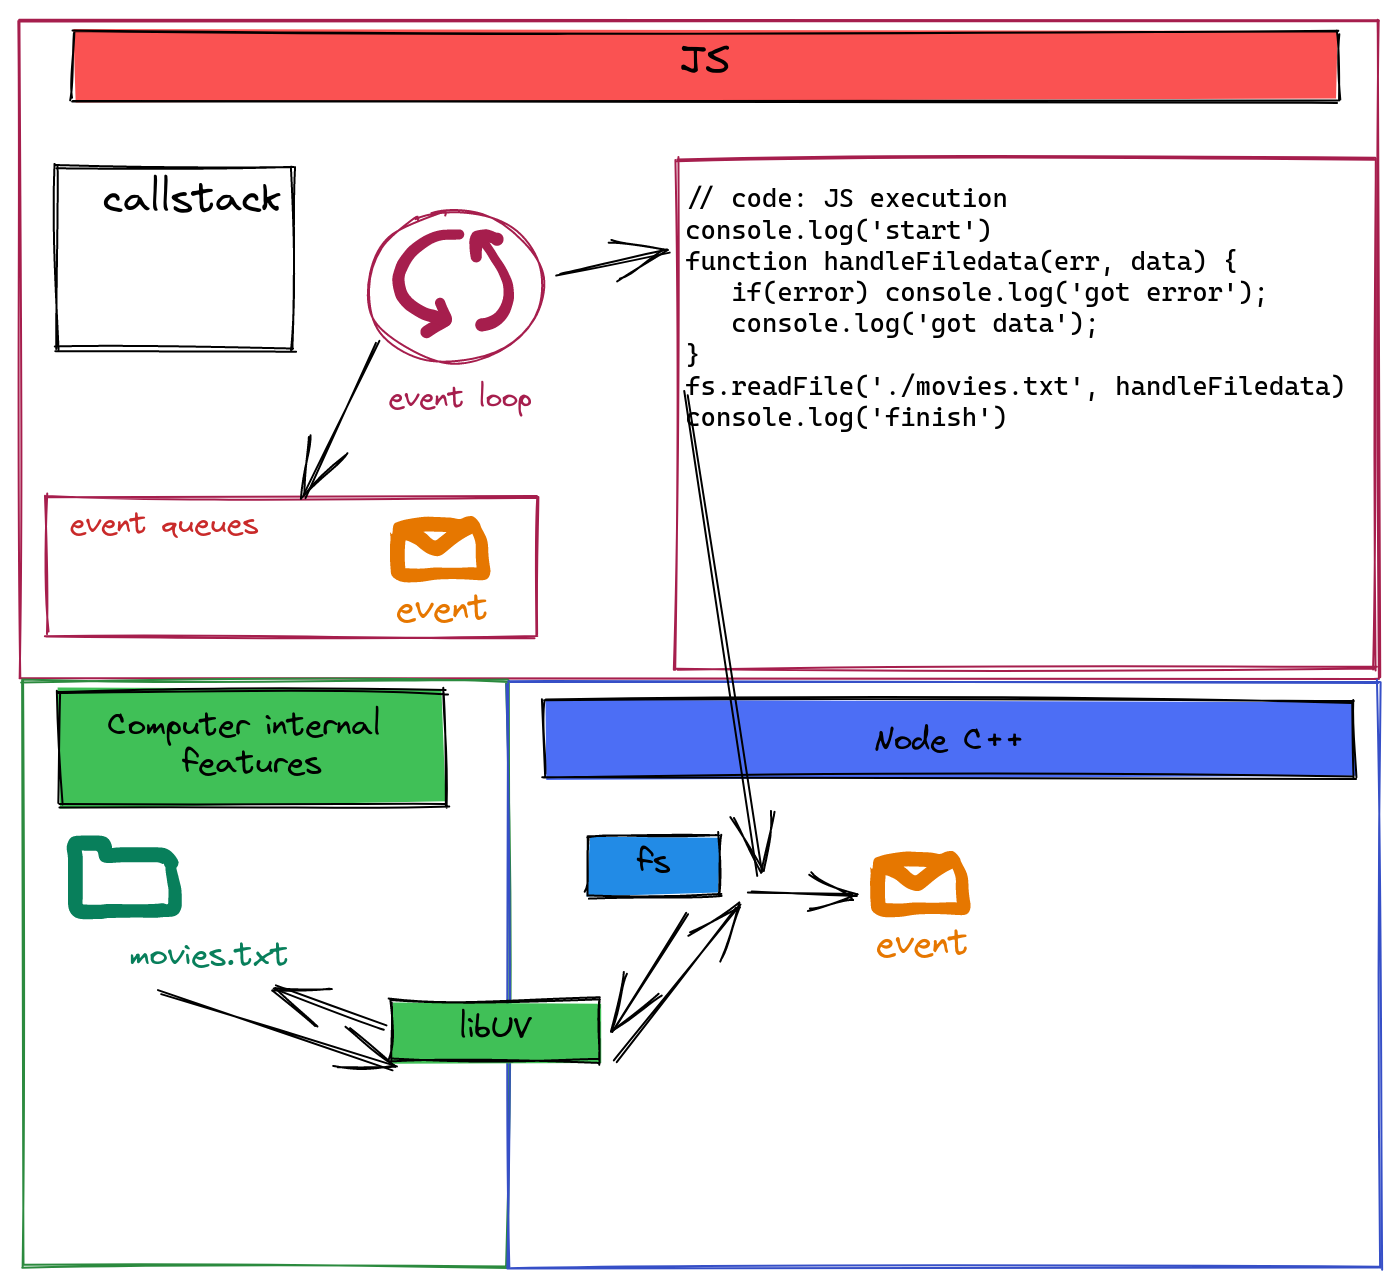 JS
callstack
// code: JS execution
console.log('start')
function handleFiledata(err, data) {
   if(error) console.log('got error');
   console.log('got data');
}
fs.readFile('./movies.txt', handleFiledata)
console.log('finish')
event loop
event queues
event
Computer internal
features
Node C++
fs
event
movies.txt
libUV